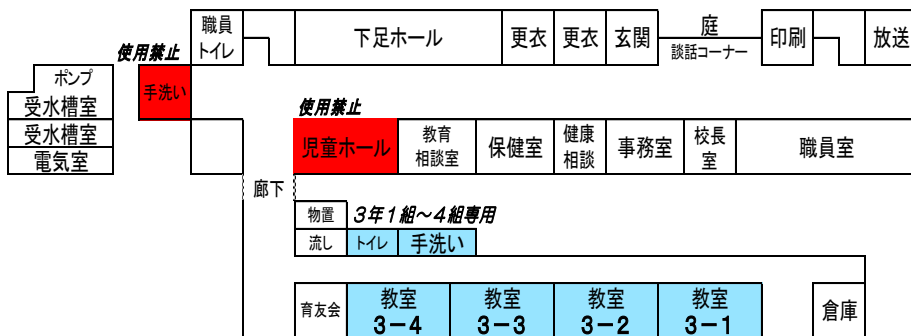 職員
トイレ
下足ホール
更衣
更衣
玄関
庭
談話コーナー
印刷
放送
使用禁止
手洗い
ポンプ
受水槽室
受水槽室
電気室
使用禁止
児童ホール
教育
相談室
保健室
健康
相談
事務室
校長
室
職員室
廊下
物置
3年1組~4組専用
流し
トイレ
手洗い
育友会
教室
3-4
教室
3-3
教室
3-2
教室
3-1
倉庫